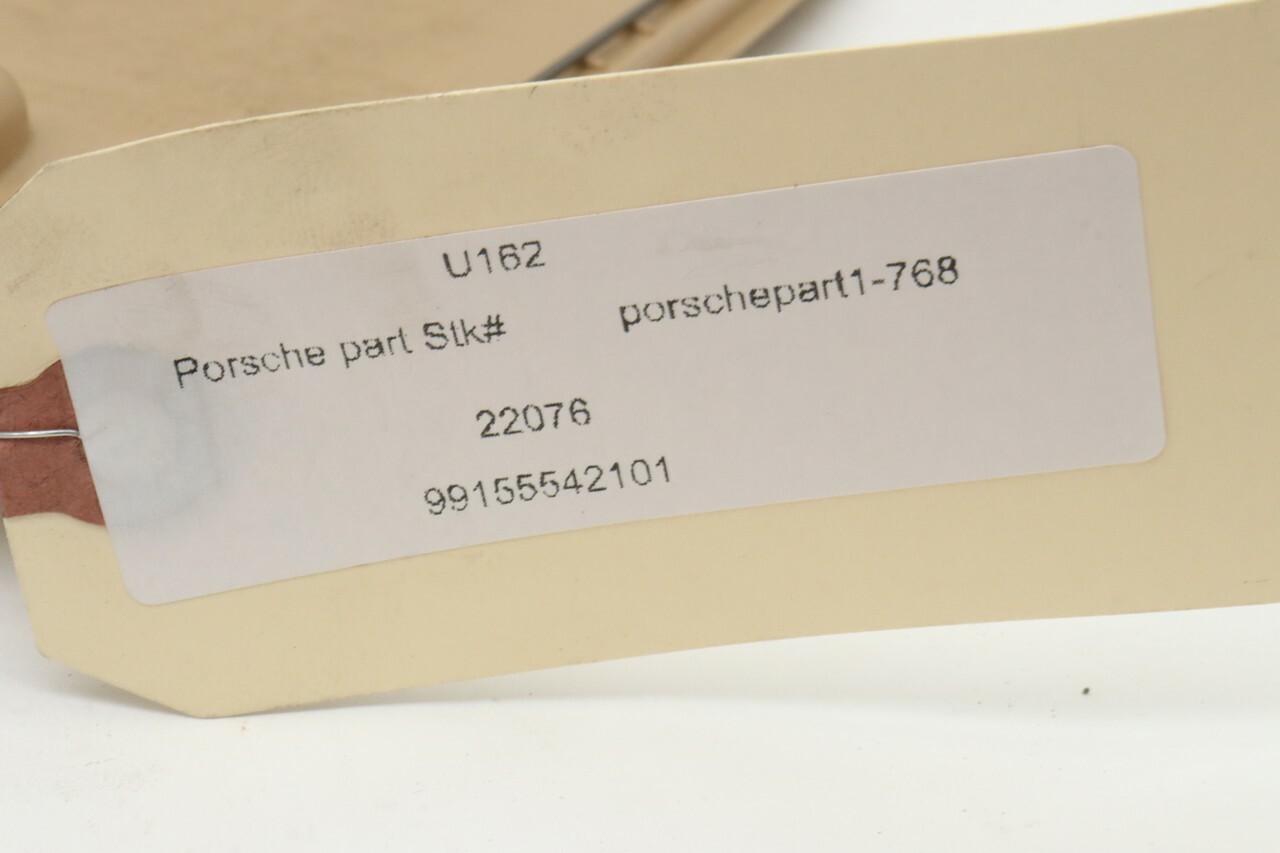 U162
Porsche part Stk# porschepart1-768
22076
99155542101